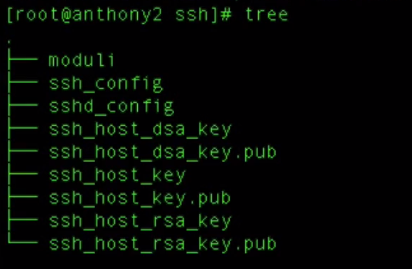 [root@anthony2 ssh]# tree
.
├── moduli
├── ssh_config
├── sshd_config
├── ssh_host_dsa_key
├── ssh_host_dsa_key.pub
├── ssh_host_key
├── ssh_host_key.pub
├── ssh_host_rsa_key
└── ssh_host_rsa_key.pub